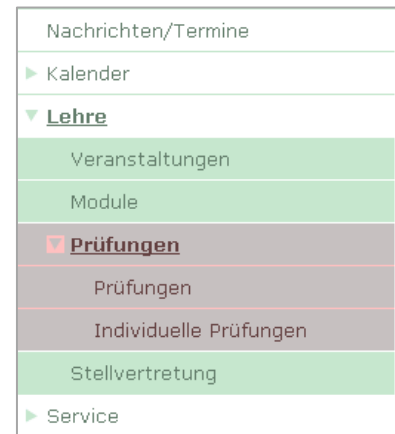 Nachrichten/Termine
Kalender
Lehre
Veranstaltungen
Module
Prüfungen
Prüfungen
Individuelle Prüfungen
Stellvertretung
Service